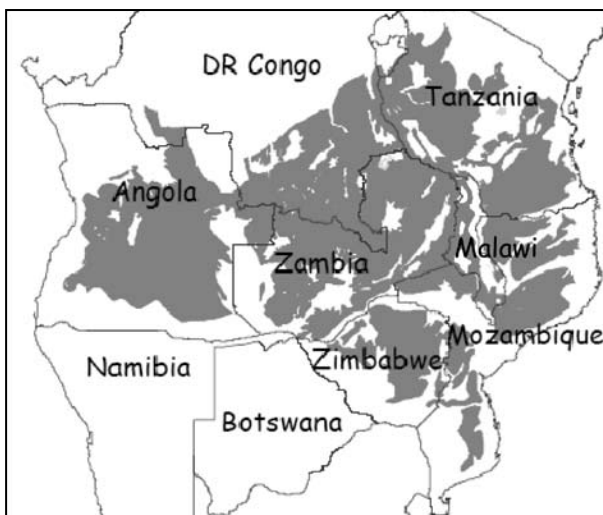 DR Congo
Tanzania
Angola
Malawi
Zambia
Mozambique
Zimbabwe
Namibia
Botswana